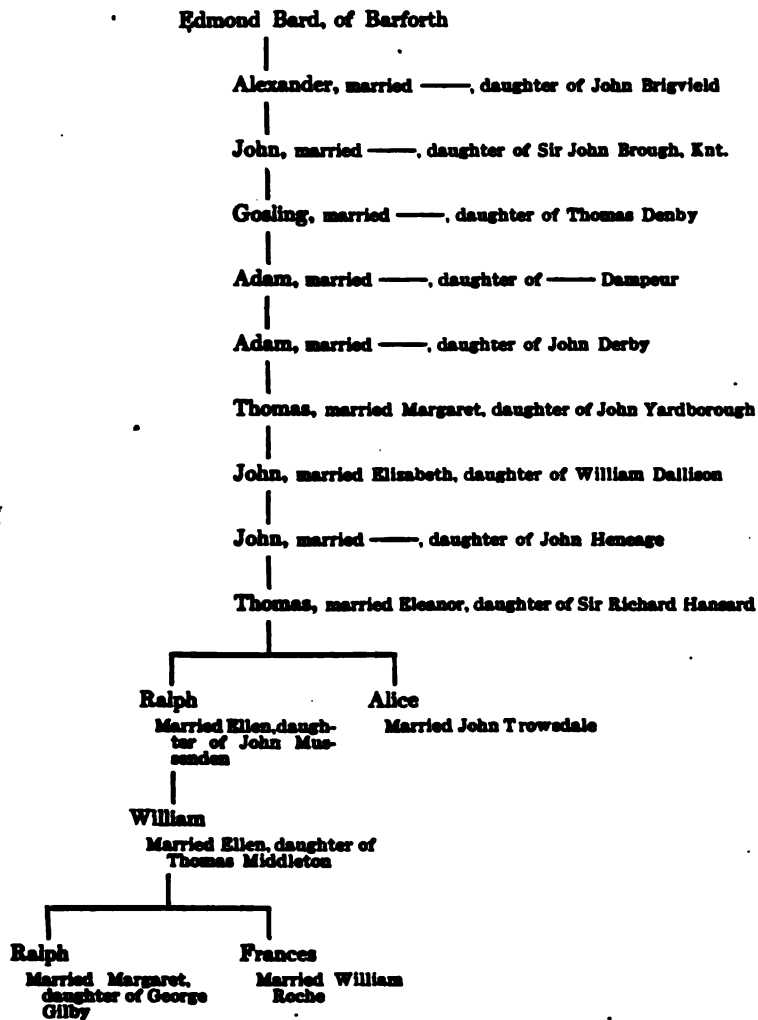 Edmond Bard, of Barforth
Alexander, married ——, daughter of John Brigvield
John, married ——, daughter of Sir John Brough, Knt.
Gosling, married ——, daughter of Thomas Denby
Adam, married ——, daughter of —— Dampeur
Adam, married ——, daughter of John Derby
Thomas, married Margaret, daughter of John Yardborough
John, married Elizabeth, daughter of William Dallison
John, married ——, daughter of John Heneage
Thomas, married Eleanor, daughter of Sir Richard Hansard
Ralph
Married Ellen, daugh-
ter of John Mus-
senden
Alice
Married John Trowsdale
William
Married Ellen, daughter of
Thomas Middleton
Ralph
Married Margaret,
daughter of George
Gilby
Frances
Married William
Roche